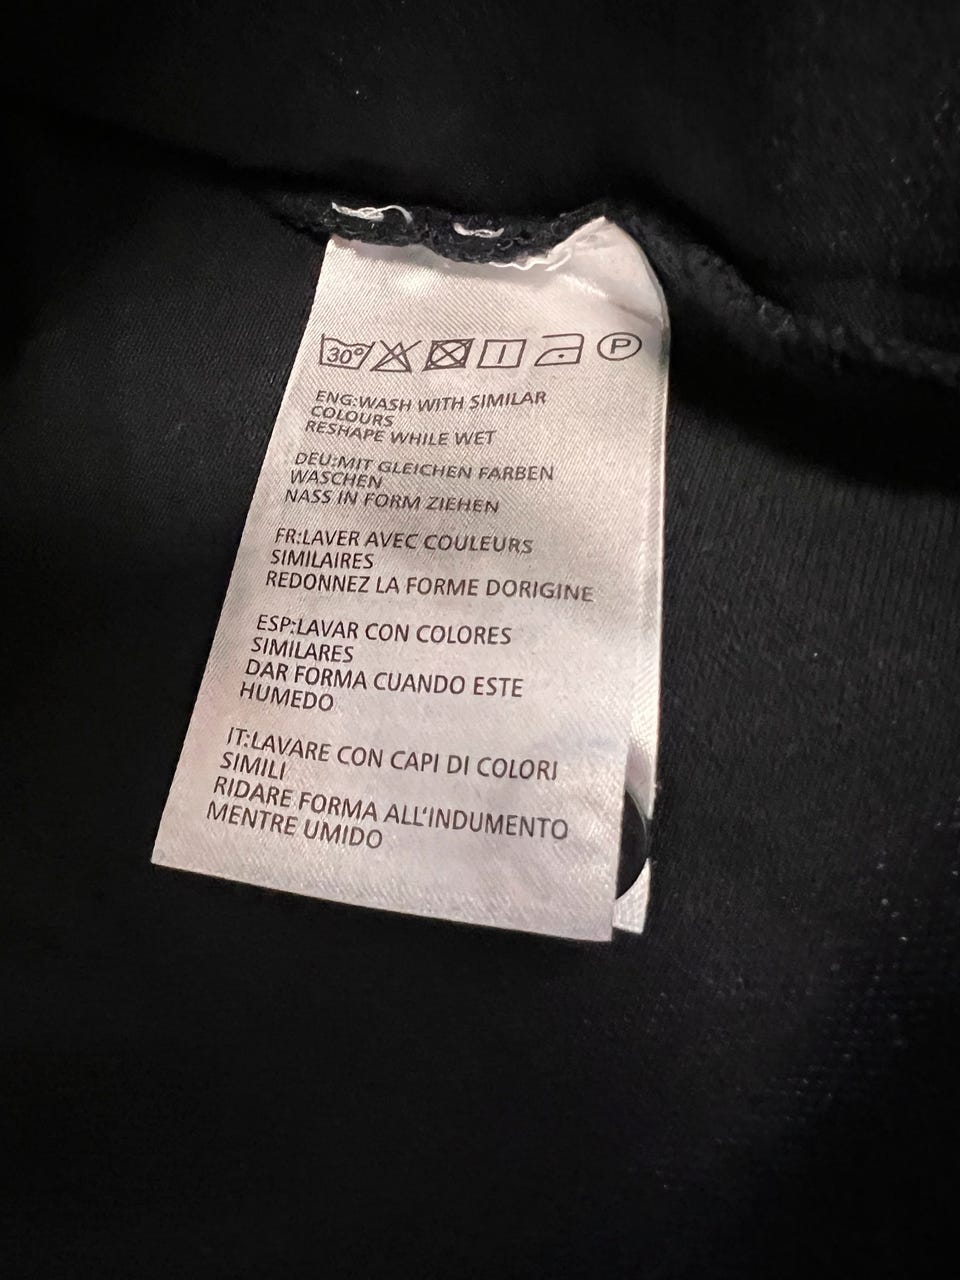 30° P
ENG:WASH WITH SIMILAR
COLOURS
RESHAPE WHILE WET
DEU:MIT GLEICHEN FARBEN
WASCHEN
NASS IN FORM ZIEHEN
FR:LAVER AVEC COULEURS
SIMILAIRES
REDONNEZ LA FORME DORIGINE
ESP:LAVAR CON COLORES
SIMILARES
DAR FORMA CUANDO ESTE
HUMEDO
IT:LAVARE CON CAPI DI COLORI
SIMILI
RIDARE FORMA ALL‘INDUMENTO
MENTRE UMIDO